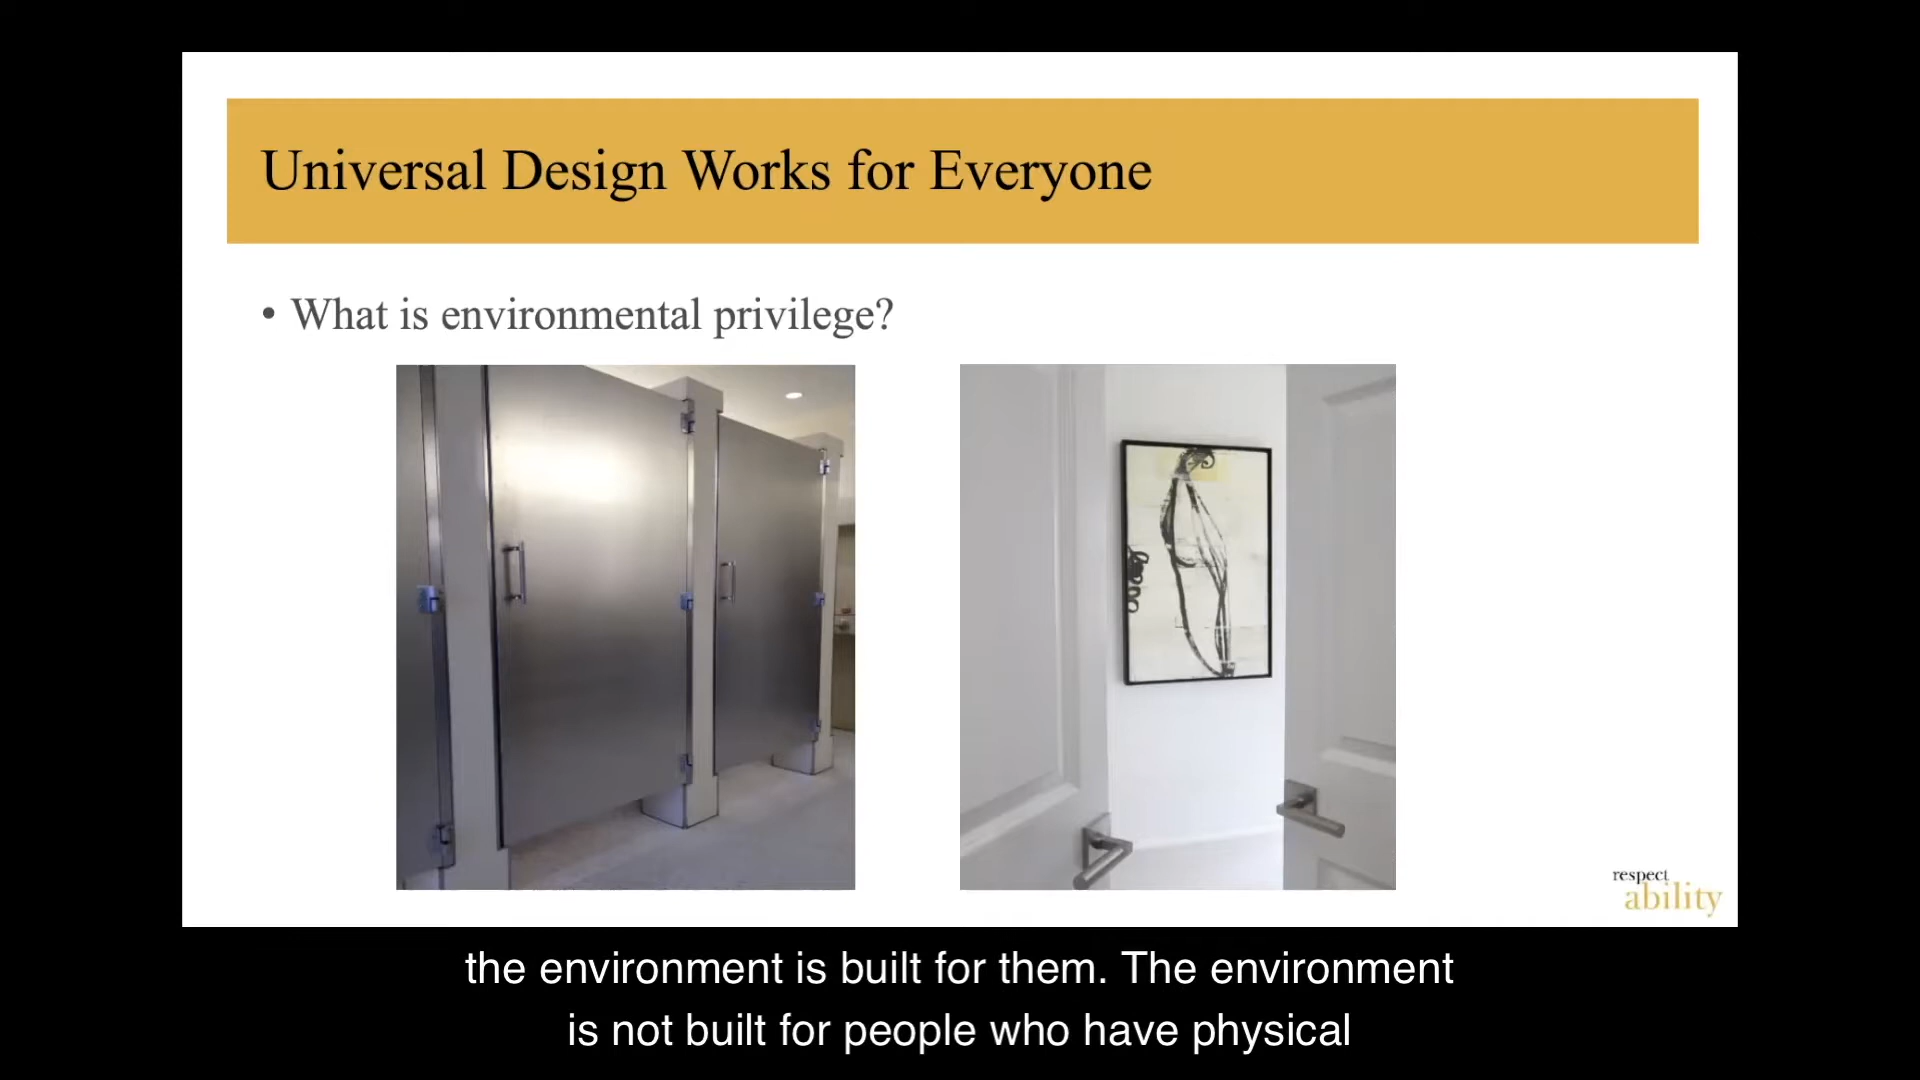 Universal Design Works for Everyone
• What is environmental privilege?
respect
ability
the environment is built for them. The environment
is not built for people who have physical